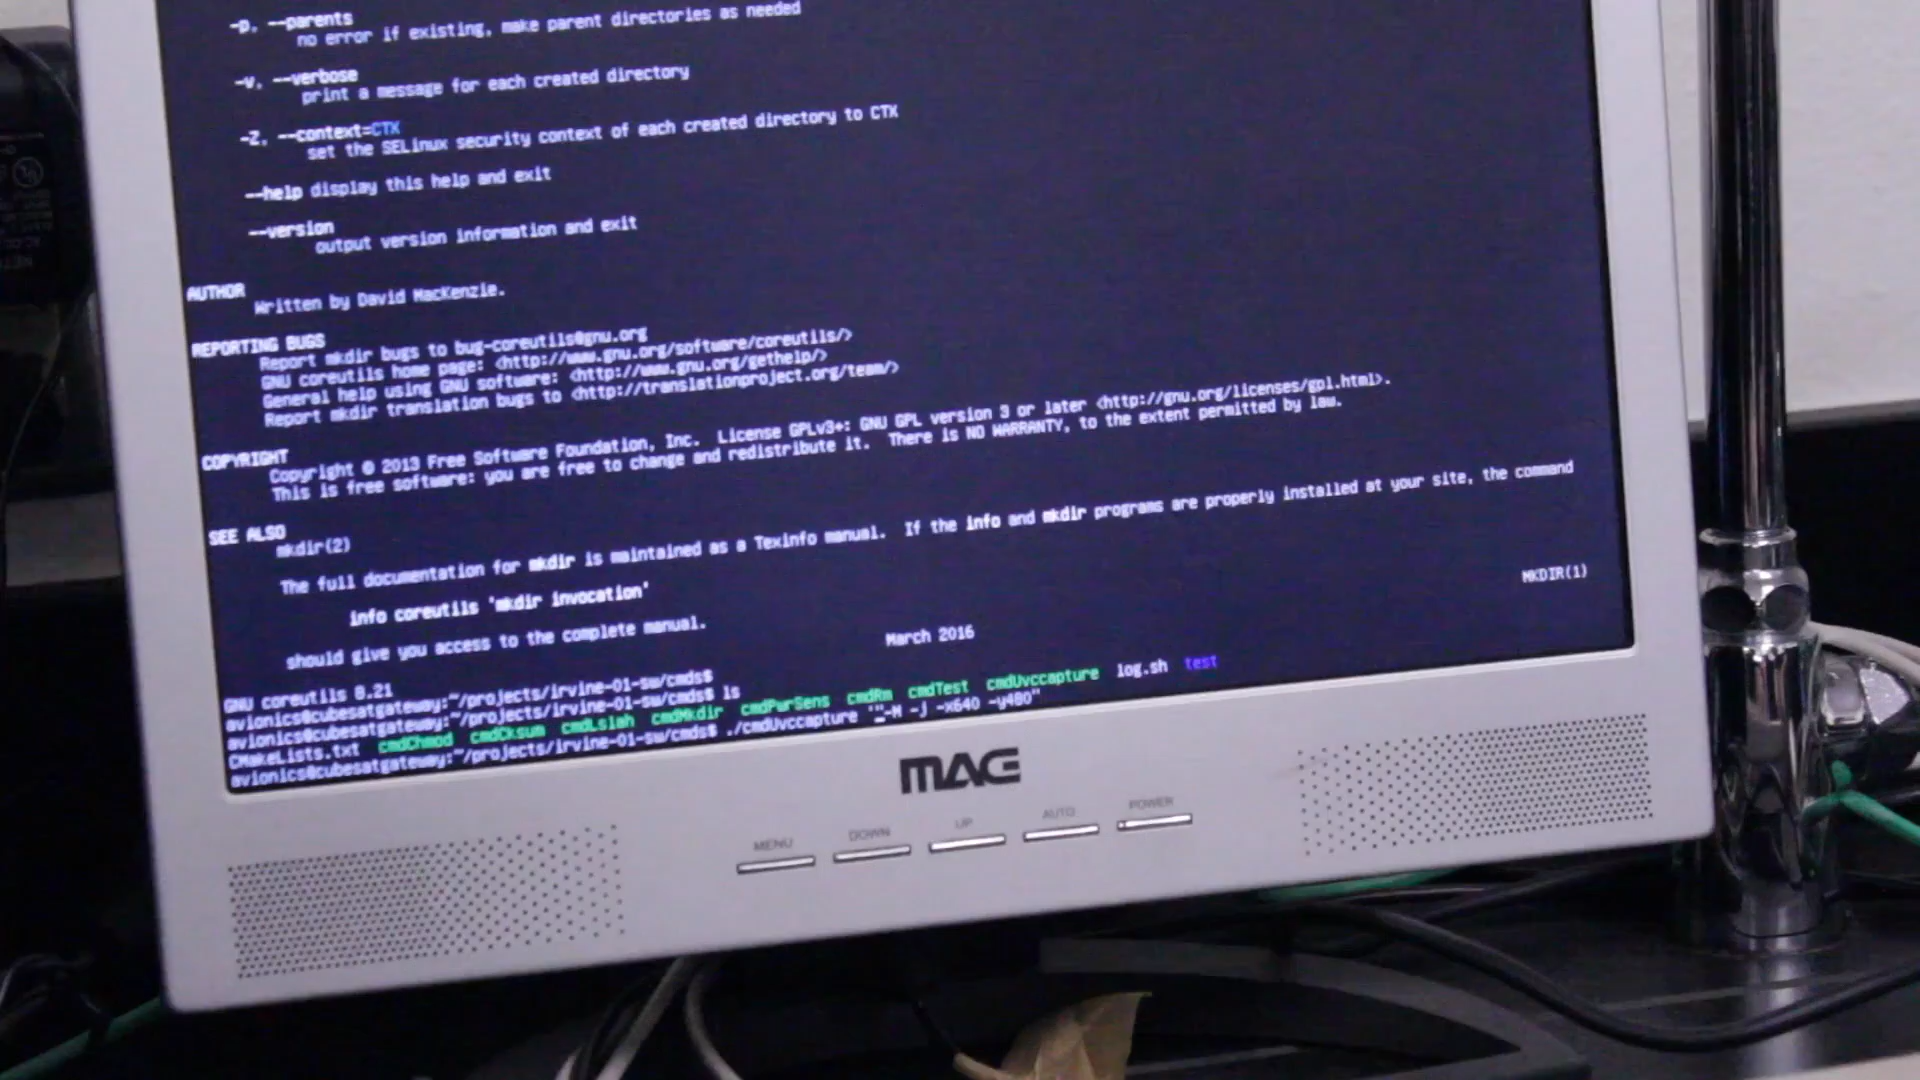 -p, --parents
no error if existing, make parent directories as needed
-v, --verbose
print a message for each created directory
-Z, --context=CTX
set the SELinux security context of each created directory to CTX
--help display this help and exit
--version
output version information and exit
AUTHOR
Written by David MacKenzie.
REPORTING BUGS
Report mkdir bugs to bug-coreutils@gnu.org
GNU coreutils home page: <http://www.gnu.org/software/coreutils/>
General help using GNU software: <http://www.gnu.org/gethelp/>
Report mkdir translation bugs to <http://translationproject.org/team/>
COPYRIGHT
Copyright © 2013 Free Software Foundation, Inc. License GPLv3+: GNU GPL version 3 or later <http://gnu.org/licenses/gpl.html>.
This is free software: you are free to change and redistribute it. There is NO WARRANTY, to the extent permitted by law.
SEE ALSO
mkdir(2)
The full documentation for mkdir is maintained as a Texinfo manual. If the info and mkdir programs are properly installed at your site, the command
info coreutils 'mkdir invocation'
should give you access to the complete manual.
GNU coreutils 8.21 March 2016 MKDIR(1)
avionics@cubesatgateway:~/projects/irvine-01-sw/cmds$
avionics@cubesatgateway:~/projects/irvine-01-sw/cmds$ ls
CMakeLists.txt cmdChmod cmdCksum cmdLslah cmdMkdir cmdPwrSens cmdRm cmdTest cmdUvccapture log.sh test
avionics@cubesatgateway:~/projects/irvine-01-sw/cmds$ ./cmdUvccapture "-M -j -x640 -y480"
MAG
MENU DOWN UP AUTO POWER